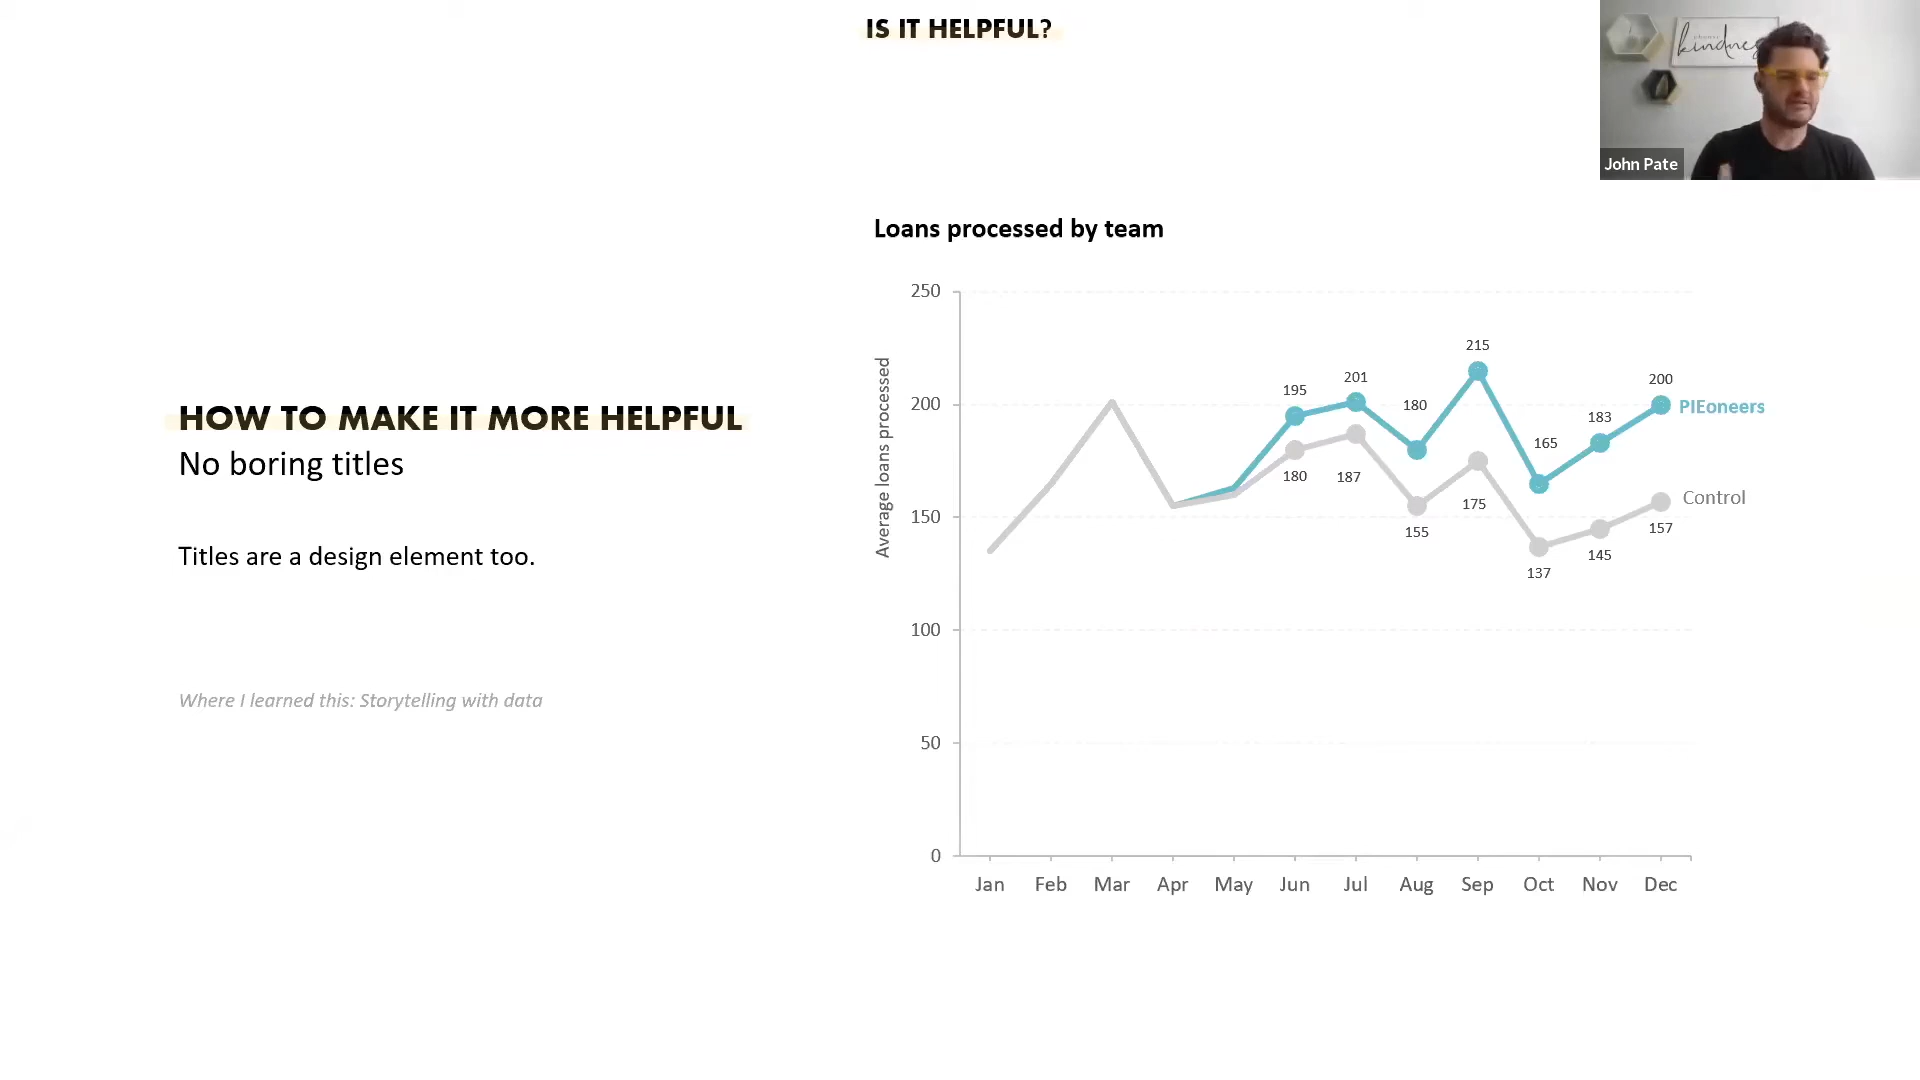 IS IT HELPFUL?
kindness
John Pate
HOW TO MAKE IT MORE HELPFUL
No boring titles
Titles are a design element too.
Where I learned this: Storytelling with data
Loans processed by team
Average loans processed
250
200
150
100
50
0
215
201
195
180
165
183
200
PIEoneers
180
187
155
175
137
145
157
Control
Jan Feb Mar Apr May Jun Jul Aug Sep Oct Nov Dec